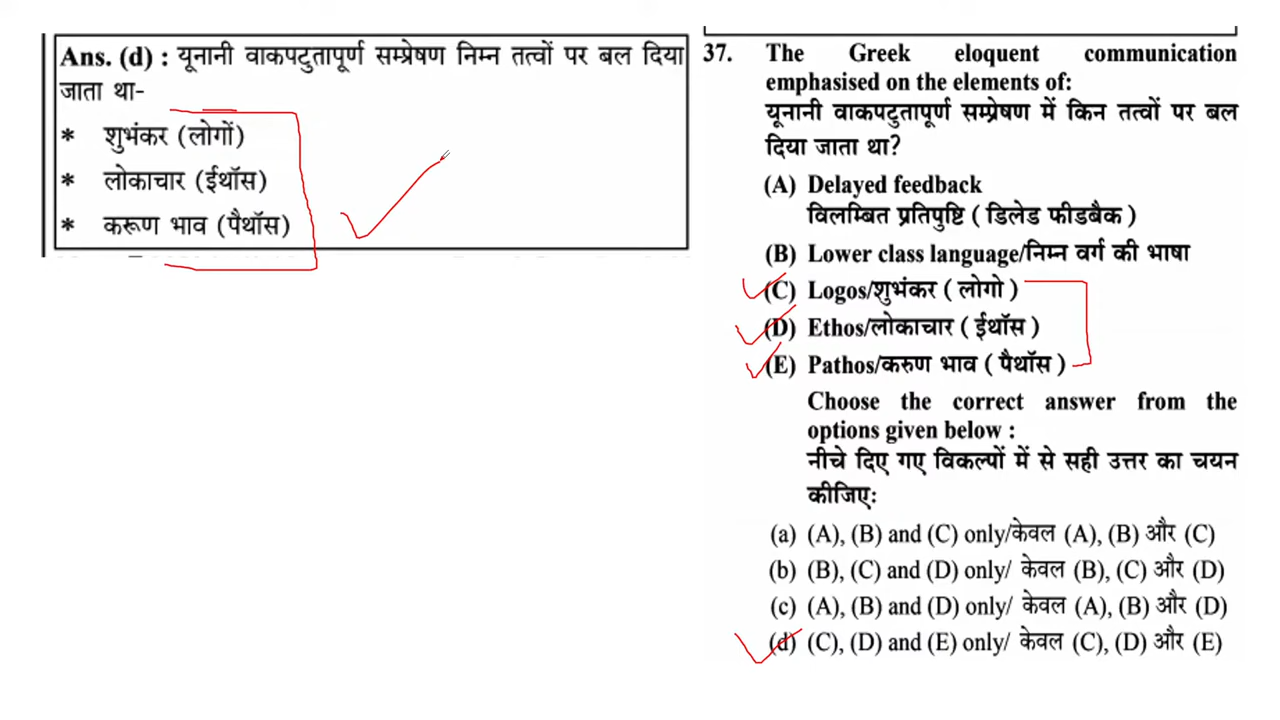 Ans. (d) : यूनानी वाकपटुतापूर्ण सम्प्रेषण निम्न तत्वों पर बल दिया
जाता था-
* शुभंकर (लोगों)
* लोकाचार (ईथॉस)
* करूण भाव (पैथॉस)
37. The Greek eloquent communication
emphasised on the elements of:
यूनानी वाकपटुतापूर्ण सम्प्रेषण में किन तत्वों पर बल
दिया जाता था?
(A) Delayed feedback
विलम्बित प्रतिपुष्टि ( डिलेड फीडबैक )
(B) Lower class language/निम्न वर्ग की भाषा
(C) Logos/शुभंकर ( लोगो )
(D) Ethos/लोकाचार ( ईथॉस )
(E) Pathos/करुण भाव ( पैथॉस )
Choose the correct answer from the
options given below :
नीचे दिए गए विकल्पों में से सही उत्तर का चयन
कीजिए:
(a) (A), (B) and (C) only/केवल (A), (B) और (C)
(b) (B), (C) and (D) only/ केवल (B), (C) और (D)
(c) (A), (B) and (D) only/ केवल (A), (B) और (D)
(d) (C), (D) and (E) only/ केवल (C), (D) और (E)